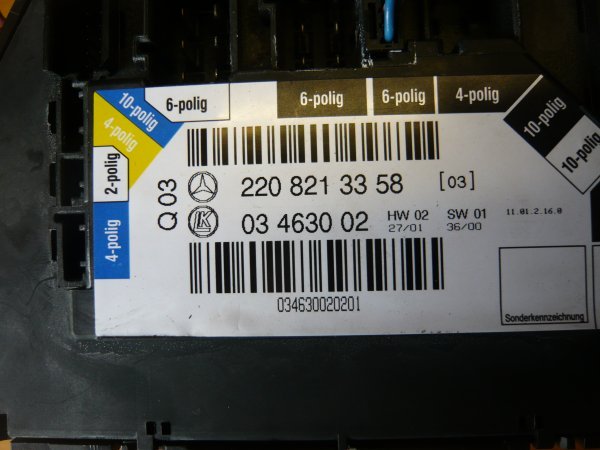 10-polig
4-polig
6-polig
6-polig
6-polig
4-polig
10-polig
10-polig
2-polig
4-polig
Q 03
220 821 33 58 [03]
LK 03 4630 02 HW 02 SW 01 11.01.2.16.0
27/01 36/00
034630020201
Sonderkennzeichnung